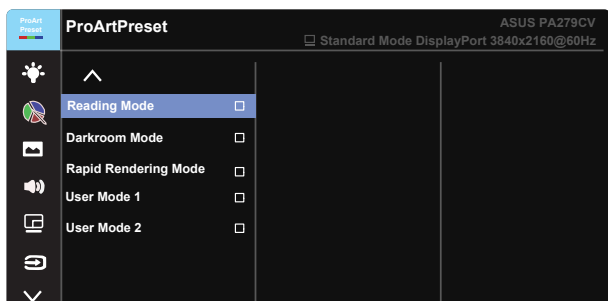 ProArt
Preset
ProArtPreset
ASUS PA279CV
Standard Mode DisplayPort 3840x2160@60Hz
Reading Mode
Darkroom Mode
Rapid Rendering Mode
User Mode 1
User Mode 2